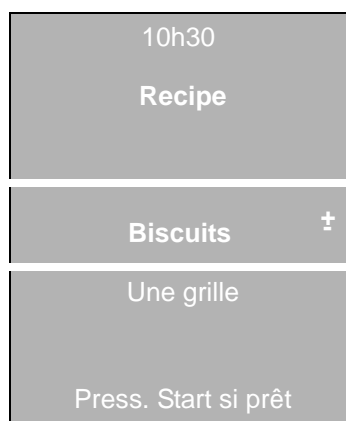 10h30
Recipe
Biscuits ±
Une grille
Press. Start si prêt